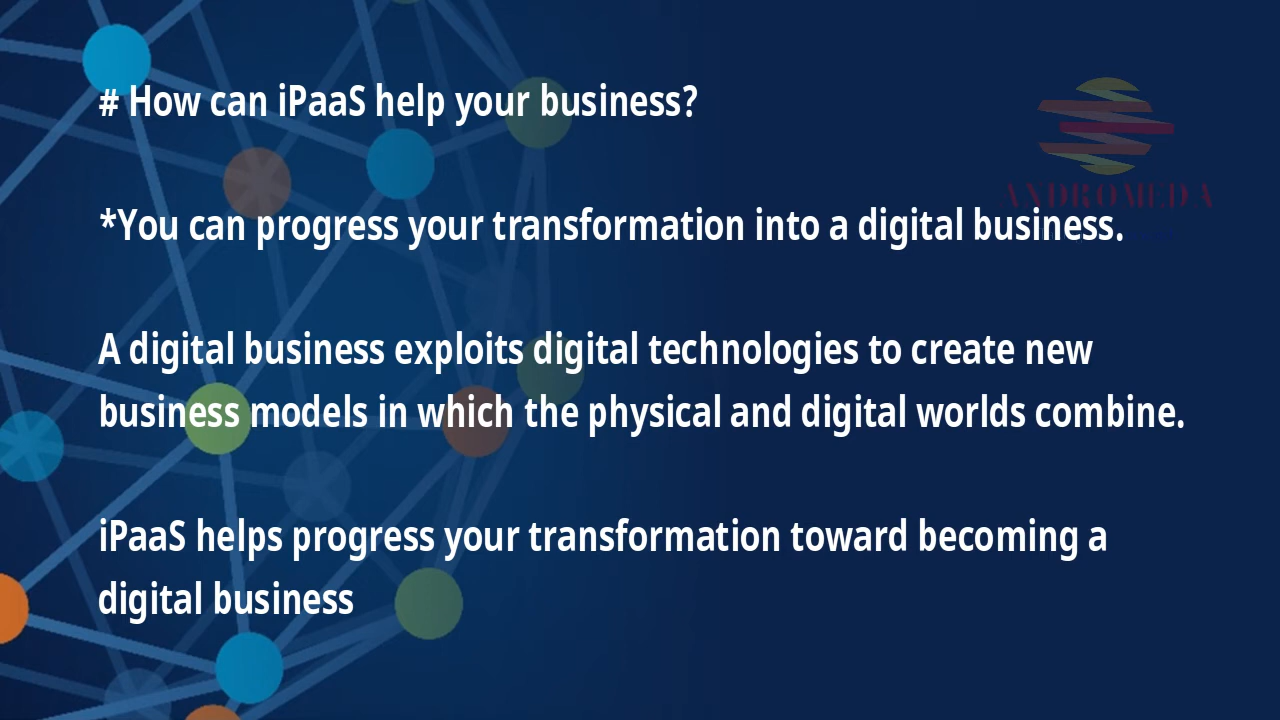 # How can iPaaS help your business?
ANDROMEDA
*You can progress your transformation into a digital business.
A digital business exploits digital technologies to create new
business models in which the physical and digital worlds combine.
iPaaS helps progress your transformation toward becoming a
digital business